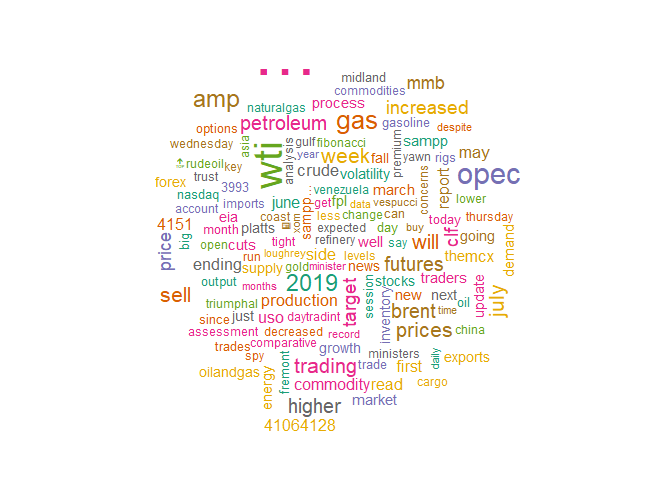 ...
midland
commodities
mmb
amp
naturalgas
process
increased
options
petroleum
gas
gasoline
despite
wednesday
asia
wti
analysis
gulf
fibonacci
sampp
rudeoil
key
year
week
fall
premium
yawn
rigs
may
trust
crude
volatility
opec
forex
nasdaq
3993
...
venezuela
march
concerns
report
lower
account
imports
june
xom
get
fpl
data
vespucci
4151
eia
coast
sampp...
less
change
can
today
thursday
month
platts
expected
day
buy
clf...
price
big
open
cuts
tight
refinery
well
say
will
going
demand
ending
run
loughrey
side
levels
themcx
supply
gold
minister
news
futures
output
months
2019
target
session
stocks
traders
update
july
sell
triumphal
production
new
next
oil
since
just
uso
daytradint
inventory
brent
time
assessment
decreased
record
prices
china
trades
comparative
growth
ministers
daily
spy
trading
trade
first
exports
oilandgas
energy
fremont
commodity
read
cargo
higher
market
41064128